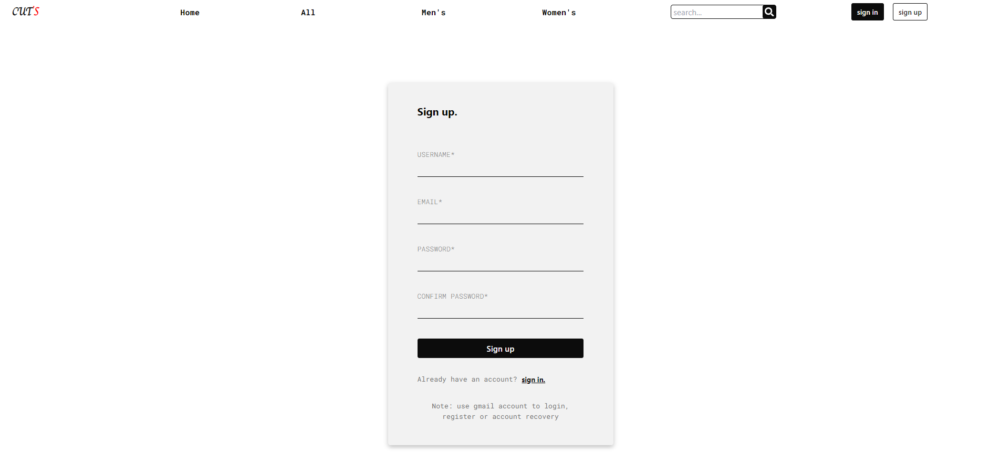 CUT'S
Home
All
Men's
Women's
search...
sign in
sign up
Sign up.
USERNAME*
EMAIL*
PASSWORD*
CONFIRM PASSWORD*
Sign up
Already have an account? sign in.
Note: use gmail account to login,
register or account recovery